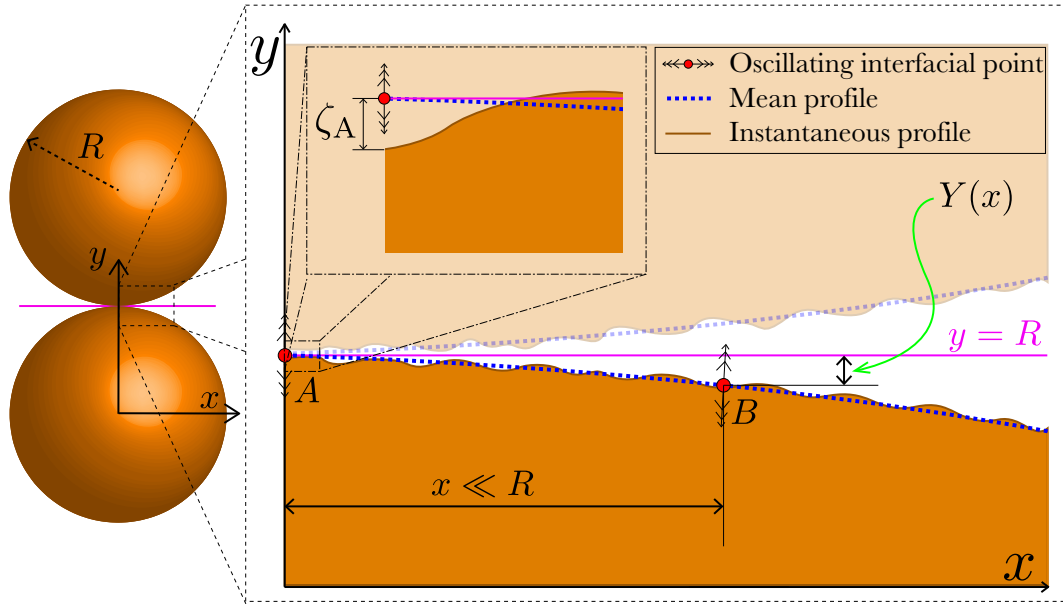 R
y
x
y
ζA
Oscillating interfacial point
Mean profile
Instantaneous profile
Y(x)
y = R
A
B
x ≪ R
x